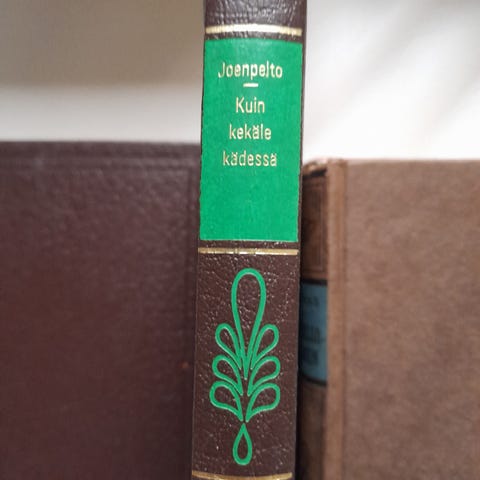 Joenpelto
Kuin
kekäle
kädessä